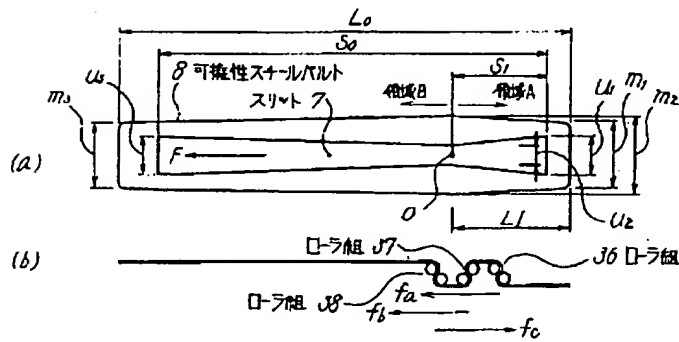 L0
S0
S1
U3
8 可撓性スチールベルト
m3
スリット 7
領域B
領域A
U1
m1
m2
(a)
F
O
L1
U2
(b)
ローラ組 37
36 ローラ組
ローラ組 38
fa
fb
fc